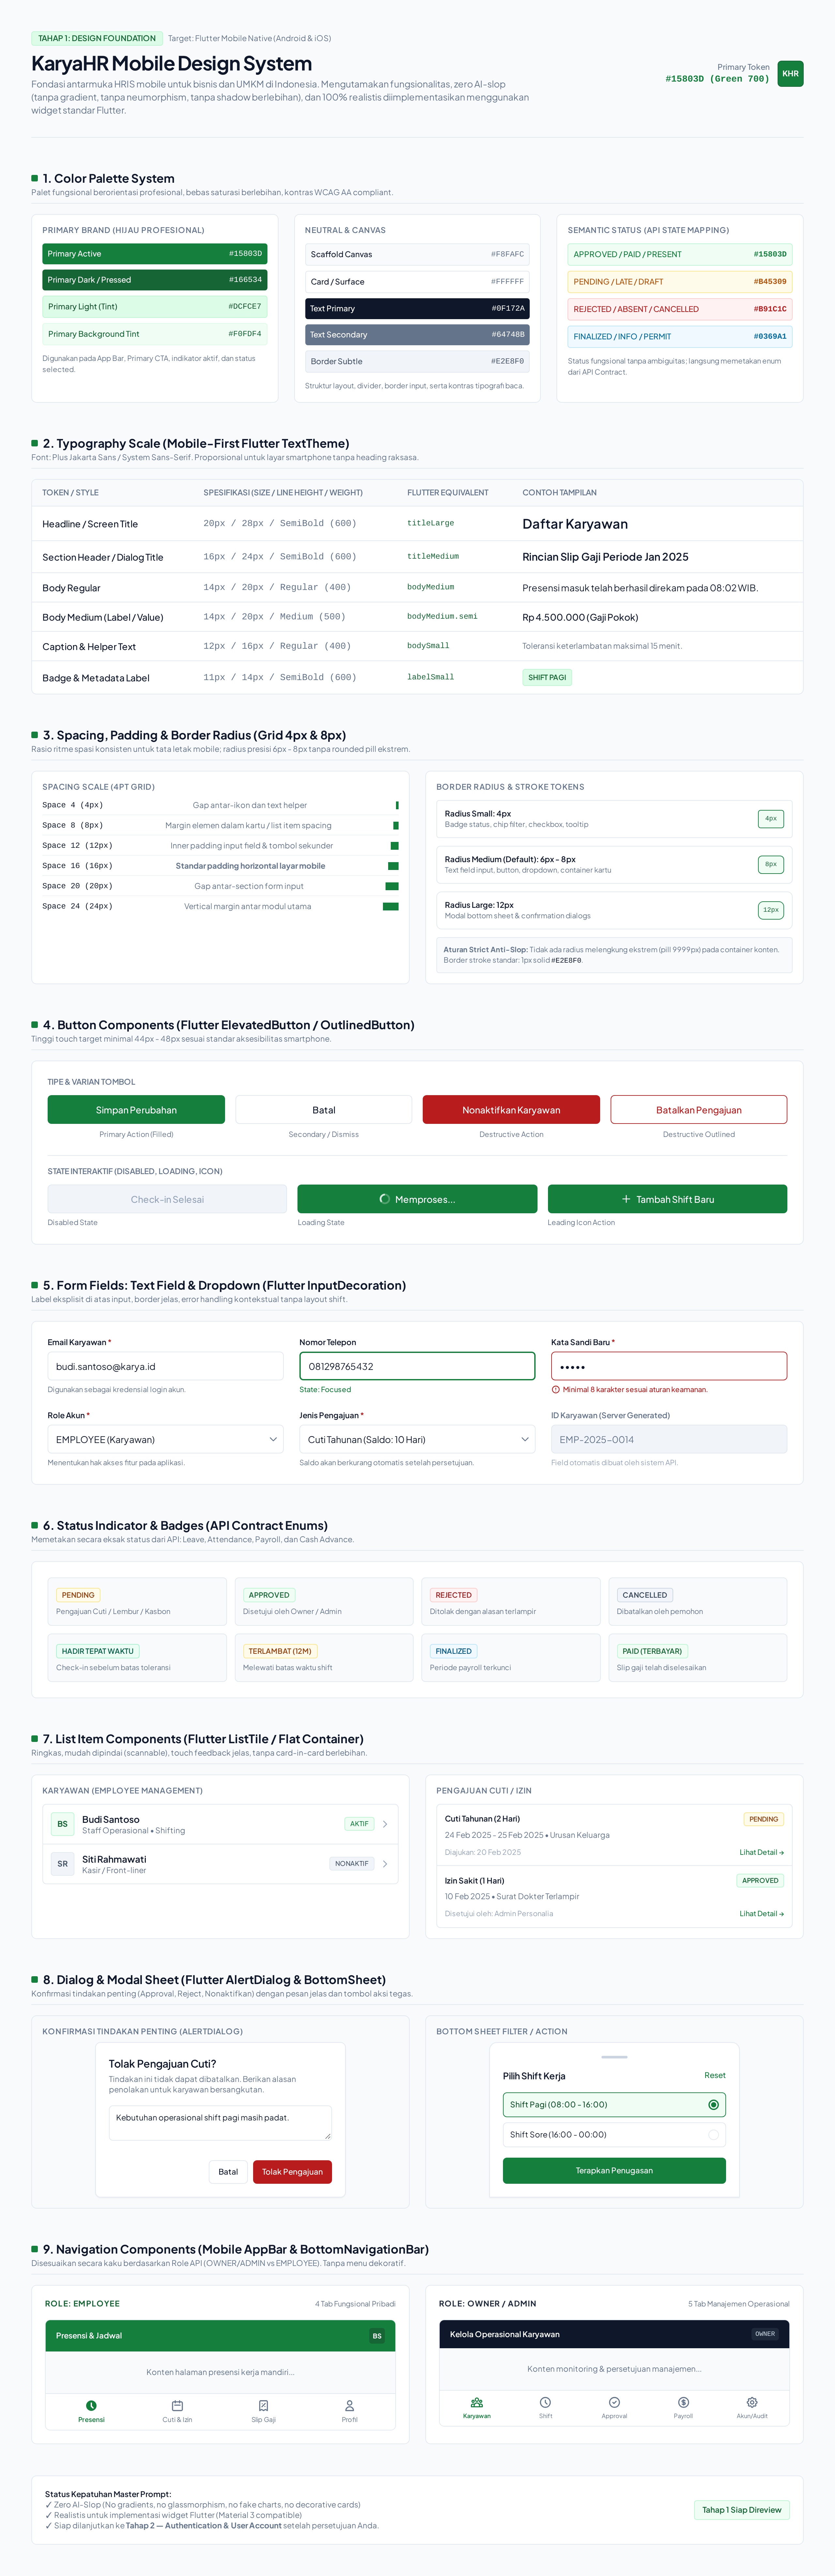 TAHAP 1: DESIGN FOUNDATION
Target: Flutter Mobile Native (Android & iOS)
KaryaHR Mobile Design System
Fondasi antarmuka HRIS mobile untuk bisnis dan UMKM di Indonesia. Mengutamakan fungsionalitas, zero AI-slop
(tanpa gradient, tanpa neumorphism, tanpa shadow berlebihan), dan 100% realistis diimplementasikan menggunakan
widget standar Flutter.
Primary Token
#15803D (Green 700)
KHR
1. Color Palette System
Palet fungsional berorientasi profesional, bebas saturasi berlebihan, kontras WCAG AA compliant.
PRIMARY BRAND (HIJAU PROFESIONAL)
Primary Active #15803D
Primary Dark / Pressed #166534
Primary Light (Tint) #DCFCE7
Primary Background Tint #F0FDF4
Digunakan pada App Bar, Primary CTA, indikator aktif, dan status
selected.
NEUTRAL & CANVAS
Scaffold Canvas #F8FAFC
Card / Surface #FFFFFF
Text Primary #0F172A
Text Secondary #64748B
Border Subtle #E2E8F0
Struktur layout, divider, border input, serta kontras tipografi baca.
SEMANTIC STATUS (API STATE MAPPING)
APPROVED / PAID / PRESENT #15803D
PENDING / LATE / DRAFT #B45309
REJECTED / ABSENT / CANCELLED #B91C1C
FINALIZED / INFO / PERMIT #0369A1
Status fungsional tanpa ambiguitas; langsung memetakan enum
dari API Contract.
2. Typography Scale (Mobile-First Flutter TextTheme)
Font: Plus Jakarta Sans / System Sans-Serif. Proporsional untuk layar smartphone tanpa heading raksasa.
TOKEN / STYLE SPESIFIKASI (SIZE / LINE HEIGHT / WEIGHT) FLUTTER EQUIVALENT CONTOH TAMPILAN
Headline / Screen Title 20px / 28px / SemiBold (600) titleLarge Daftar Karyawan
Section Header / Dialog Title 16px / 24px / SemiBold (600) titleMedium Rincian Slip Gaji Periode Jan 2025
Body Regular 14px / 20px / Regular (400) bodyMedium Presensi masuk telah berhasil direkam pada 08:02 WIB.
Body Medium (Label / Value) 14px / 20px / Medium (500) bodyMedium.semi Rp 4.500.000 (Gaji Pokok)
Caption & Helper Text 12px / 16px / Regular (400) bodySmall Toleransi keterlambatan maksimal 15 menit.
Badge & Metadata Label 11px / 14px / SemiBold (600) labelSmall SHIFT PAGI
3. Spacing, Padding & Border Radius (Grid 4px & 8px)
Rasio ritme spasi konsisten untuk tata letak mobile; radius presisi 6px - 8px tanpa rounded pill ekstrem.
SPACING SCALE (4PT GRID)
Space 4 (4px) Gap antar-ikon dan text helper
Space 8 (8px) Margin elemen dalam kartu / list item spacing
Space 12 (12px) Inner padding input field & tombol sekunder
Space 16 (16px) Standar padding horizontal layar mobile
Space 20 (20px) Gap antar-section form input
Space 24 (24px) Vertical margin antar modul utama
BORDER RADIUS & STROKE TOKENS
Radius Small: 4px
Badge status, chip filter, checkbox, tooltip
4px
Radius Medium (Default): 6px - 8px
Text field input, button, dropdown, container kartu
8px
Radius Large: 12px
Modal bottom sheet & confirmation dialogs
12px
Aturan Strict Anti-Slop: Tidak ada radius melengkung ekstrem (pill 9999px) pada container konten.
Border stroke standar: 1px solid #E2E8F0.
4. Button Components (Flutter ElevatedButton / OutlinedButton)
Tinggi touch target minimal 44px - 48px sesuai standar aksesibilitas smartphone.
TIPE & VARIAN TOMBOL
Simpan Perubahan Batal Nonaktifkan Karyawan Batalkan Pengajuan
Primary Action (Filled) Secondary / Dismiss Destructive Action Destructive Outlined
STATE INTERAKTIF (DISABLED, LOADING, ICON)
Check-in Selesai Memproses... + Tambah Shift Baru
Disabled State Loading State Leading Icon Action
5. Form Fields: Text Field & Dropdown (Flutter InputDecoration)
Label eksplisit di atas input, border jelas, error handling kontekstual tanpa layout shift.
Email Karyawan * Nomor Telepon Kata Sandi Baru *
budi.santoso@karya.id 081298765432 •••••
Digunakan sebagai kredensial login akun. State: Focused Minimal 8 karakter sesuai aturan keamanan.
Role Akun * Jenis Pengajuan * ID Karyawan (Server Generated)
EMPLOYEE (Karyawan) Cuti Tahunan (Saldo: 10 Hari) EMP-2025-0014
Menentukan hak akses fitur pada aplikasi. Saldo akan berkurang otomatis setelah persetujuan. Field otomatis dibuat oleh sistem API.
6. Status Indicator & Badges (API Contract Enums)
Memetakan secara eksak status dari API: Leave, Attendance, Payroll, dan Cash Advance.
PENDING APPROVED REJECTED CANCELLED
Pengajuan Cuti / Lembur / Kasbon Disetujui oleh Owner / Admin Ditolak dengan alasan terlampir Dibatalkan oleh pemohon
HADIR TEPAT WAKTU TERLAMBAT (12M) FINALIZED PAID (TERBAYAR)
Check-in sebelum batas toleransi Melewati batas waktu shift Periode payroll terkunci Slip gaji telah diselesaikan
7. List Item Components (Flutter ListTile / Flat Container)
Ringkas, mudah dipindai (scannable), touch feedback jelas, tanpa card-in-card berlebihan.
KARYAWAN (EMPLOYEE MANAGEMENT)
BS
Budi Santoso
Staff Operasional • Shifting
AKTIF
SR
Siti Rahmawati
Kasir / Front-liner
NONAKTIF
PENGAJUAN CUTI / IZIN
Cuti Tahunan (2 Hari) PENDING
24 Feb 2025 - 25 Feb 2025 • Urusan Keluarga
Diajukan: 20 Feb 2025 Lihat Detail →
Izin Sakit (1 Hari) APPROVED
10 Feb 2025 • Surat Dokter Terlampir
Disetujui oleh: Admin Personalia Lihat Detail →
8. Dialog & Modal Sheet (Flutter AlertDialog & BottomSheet)
Konfirmasi tindakan penting (Approval, Reject, Nonaktifkan) dengan pesan jelas dan tombol aksi tegas.
KONFIRMASI TINDAKAN PENTING (ALERTDIALOG)
Tolak Pengajuan Cuti?
Tindakan ini tidak dapat dibatalkan. Berikan alasan
penolakan untuk karyawan bersangkutan.
Kebutuhan operasional shift pagi masih padat.
Batal Tolak Pengajuan
BOTTOM SHEET FILTER / ACTION
Pilih Shift Kerja Reset
Shift Pagi (08:00 - 16:00)
Shift Sore (16:00 - 00:00)
Terapkan Penugasan
9. Navigation Components (Mobile AppBar & BottomNavigationBar)
Disesuaikan secara kaku berdasarkan Role API (OWNER/ADMIN vs EMPLOYEE). Tanpa menu dekoratif.
ROLE: EMPLOYEE 4 Tab Fungsional Pribadi
Presensi & Jadwal BS
Konten halaman presensi kerja mandiri...
Presensi Cuti & Izin Slip Gaji Profil
ROLE: OWNER / ADMIN 5 Tab Manajemen Operasional
Kelola Operasional Karyawan OWNER
Konten monitoring & persetujuan manajemen...
Karyawan Shift Approval Payroll Akun/Audit
Status Kepatuhan Master Prompt:
✓ Zero AI-Slop (No gradients, no glassmorphism, no fake charts, no decorative cards)
✓ Realistis untuk implementasi widget Flutter (Material 3 compatible)
✓ Siap dilanjutkan ke Tahap 2 — Authentication & User Account setelah persetujuan Anda.
Tahap 1 Siap Direview